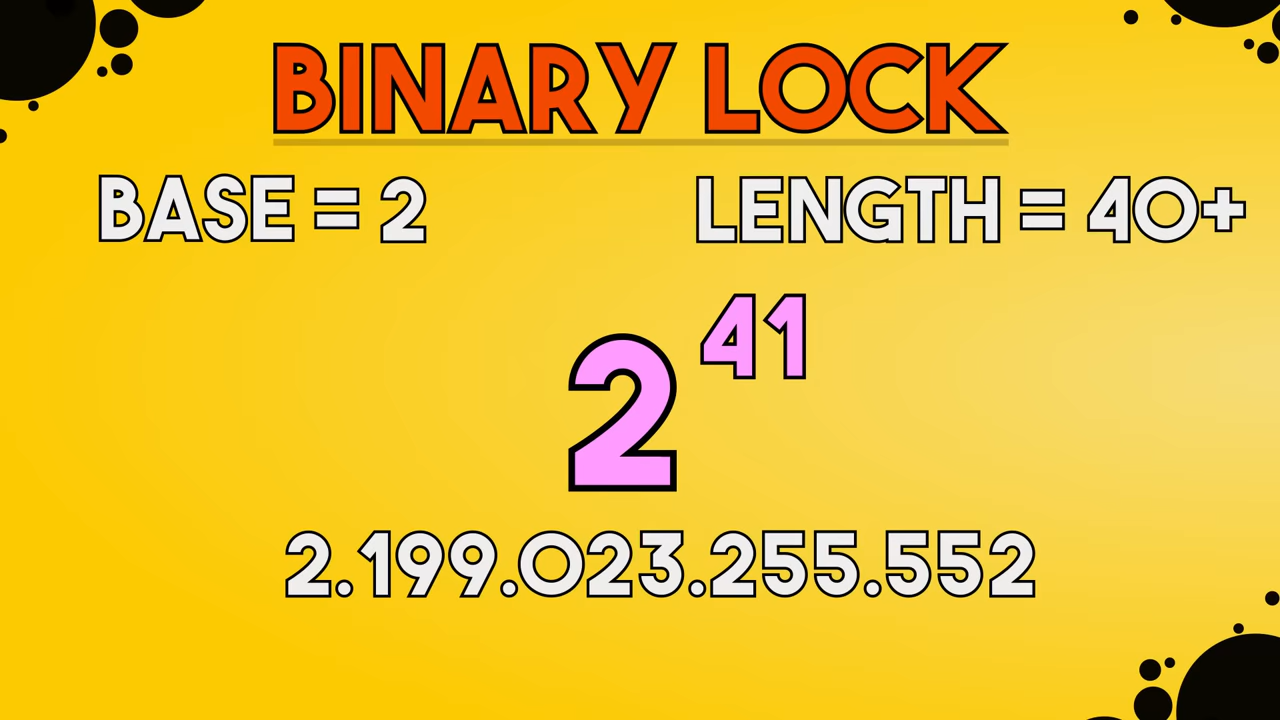 BINARY LOCK
BASE = 2
LENGTH = 40+
2^41
2.199.023.255.552